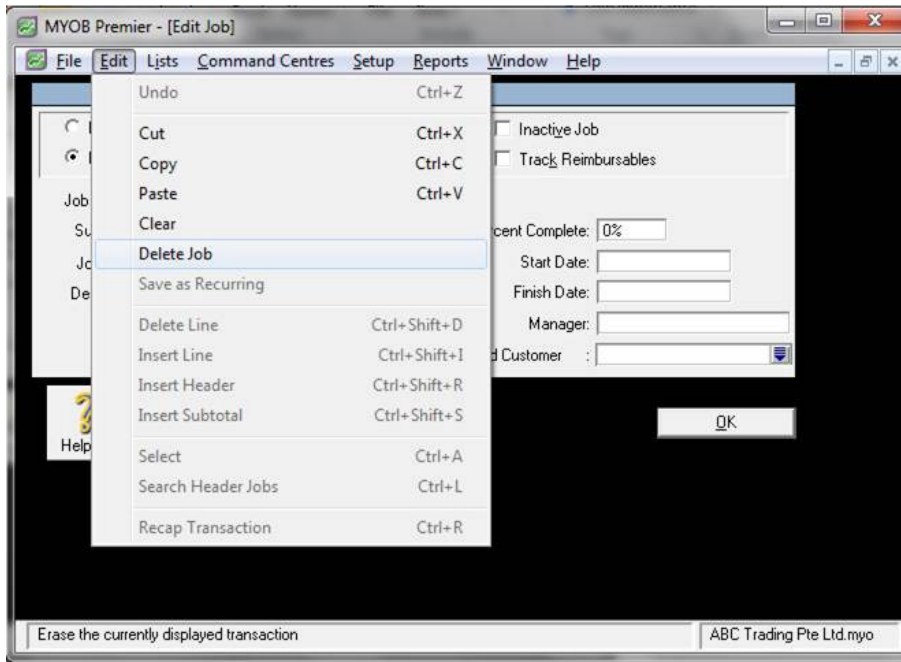 MYOB Premier - [Edit Job]
File Edit Lists Command Centres Setup Reports Window Help
Undo Ctrl+Z
Cut Ctrl+X
Inactive Job
Copy Ctrl+C
Track Reimbursables
Paste Ctrl+V
Job
Clear
cent Complete: 0%
Su
Delete Job
Start Date:
Jo
Save as Recurring
Finish Date:
De
Delete Line Ctrl+Shift+D
Manager:
Insert Line Ctrl+Shift+I
d Customer :
Insert Header Ctrl+Shift+R
Insert Subtotal Ctrl+Shift+S
OK
Help
Select Ctrl+A
Search Header Jobs Ctrl+L
Recap Transaction Ctrl+R
Erase the currently displayed transaction
ABC Trading Pte Ltd.myo